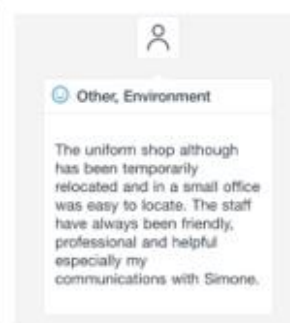 Other, Environment
The uniform shop although
has been temporarily
relocated and in a small office
was easy to locate. The staff
have always been friendly,
professional and helpful
especially my
communications with Simone.